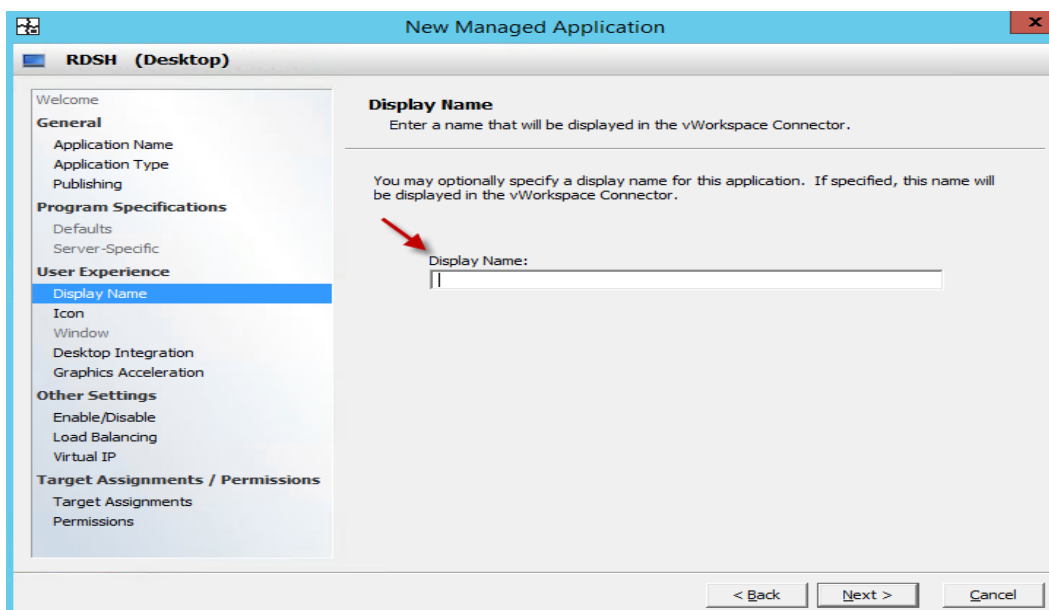 New Managed Application
x
RDSH (Desktop)
Welcome
General
Application Name
Application Type
Publishing
Program Specifications
Defaults
Server-Specific
User Experience
Display Name
Icon
Window
Desktop Integration
Graphics Acceleration
Other Settings
Enable/Disable
Load Balancing
Virtual IP
Target Assignments / Permissions
Target Assignments
Permissions
Display Name
Enter a name that will be displayed in the vWorkspace Connector.
You may optionally specify a display name for this application. If specified, this name will
be displayed in the vWorkspace Connector.
Display Name:
< Back
Next >
Cancel